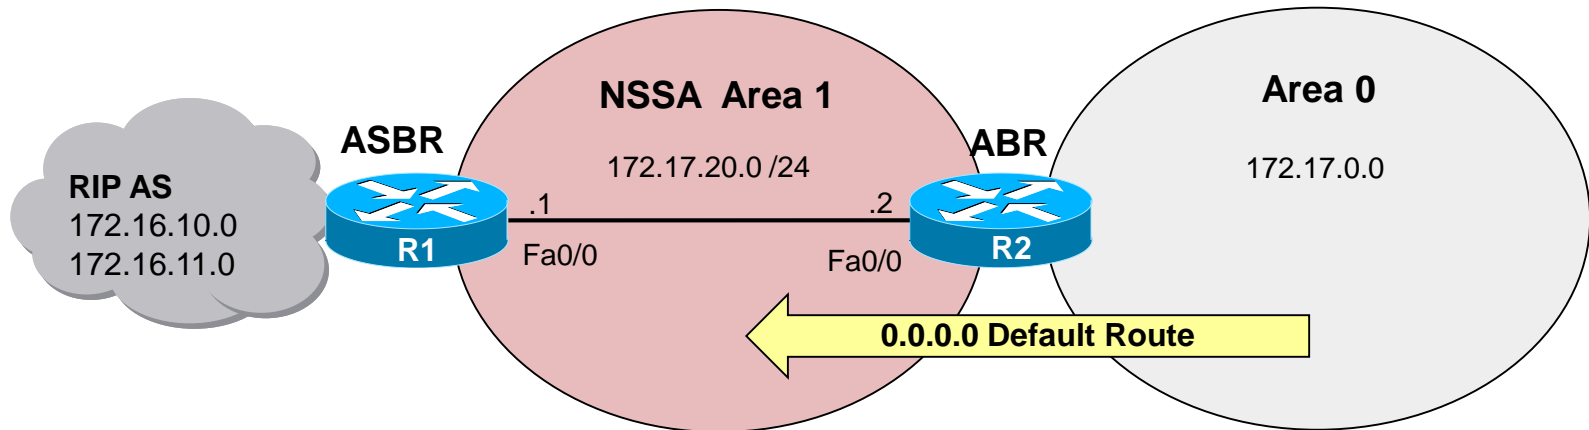 RIP AS
172.16.10.0
172.16.11.0
ASBR
R1
.1
Fa0/0
NSSA  Area 1
172.17.20.0 /24
.2
Fa0/0
ABR
R2
Area 0
172.17.0.0
0.0.0.0 Default Route